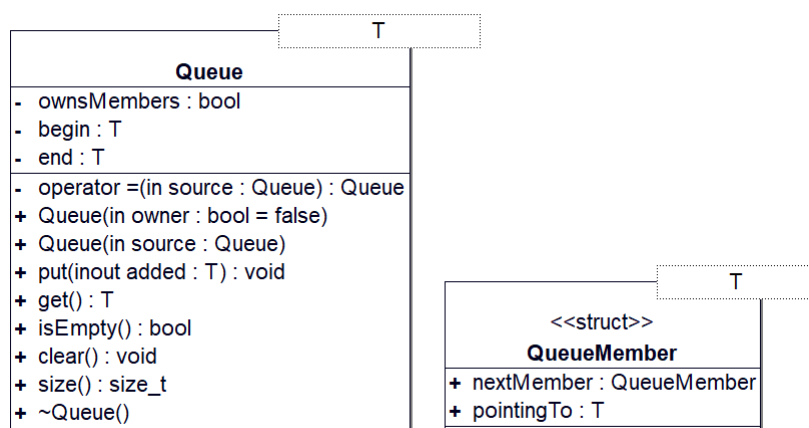 T
Queue
- ownsMembers : bool
- begin : T
- end : T
- operator =(in source : Queue) : Queue
+ Queue(in owner : bool = false)
+ Queue(in source : Queue)
+ put(inout added : T) : void
+ get() : T
+ isEmpty() : bool
+ clear() : void
+ size() : size_t
+ ~Queue()
T
<<struct>>
QueueMember
+ nextMember : QueueMember
+ pointingTo : T